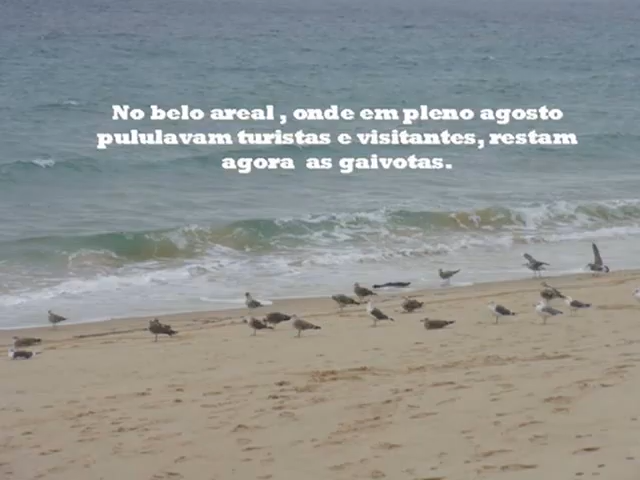 No belo areal , onde em pleno agosto
pululavam turistas e visitantes, restam
agora as gaivotas.